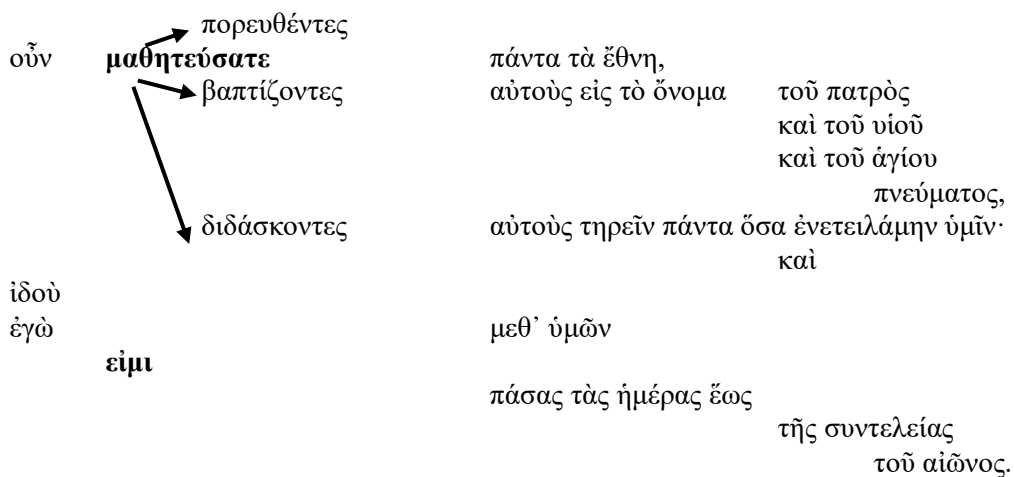 πορευθέντες
οὖν μαθητεύσατε πάντα τὰ ἔθνη,
βαπτίζοντες αὐτοὺς εἰς τὸ ὄνομα τοῦ πατρὸς
καὶ τοῦ υἱοῦ
καὶ τοῦ ἁγίου
πνεύματος,
διδάσκοντες αὐτοὺς τηρεῖν πάντα ὅσα ἐνετειλάμην ὑμῖν·
καὶ
ἰδοὺ
ἐγὼ μεθ᾽ ὑμῶν
εἰμι
πάσας τὰς ἡμέρας ἕως
τῆς συντελείας
τοῦ αἰῶνος.